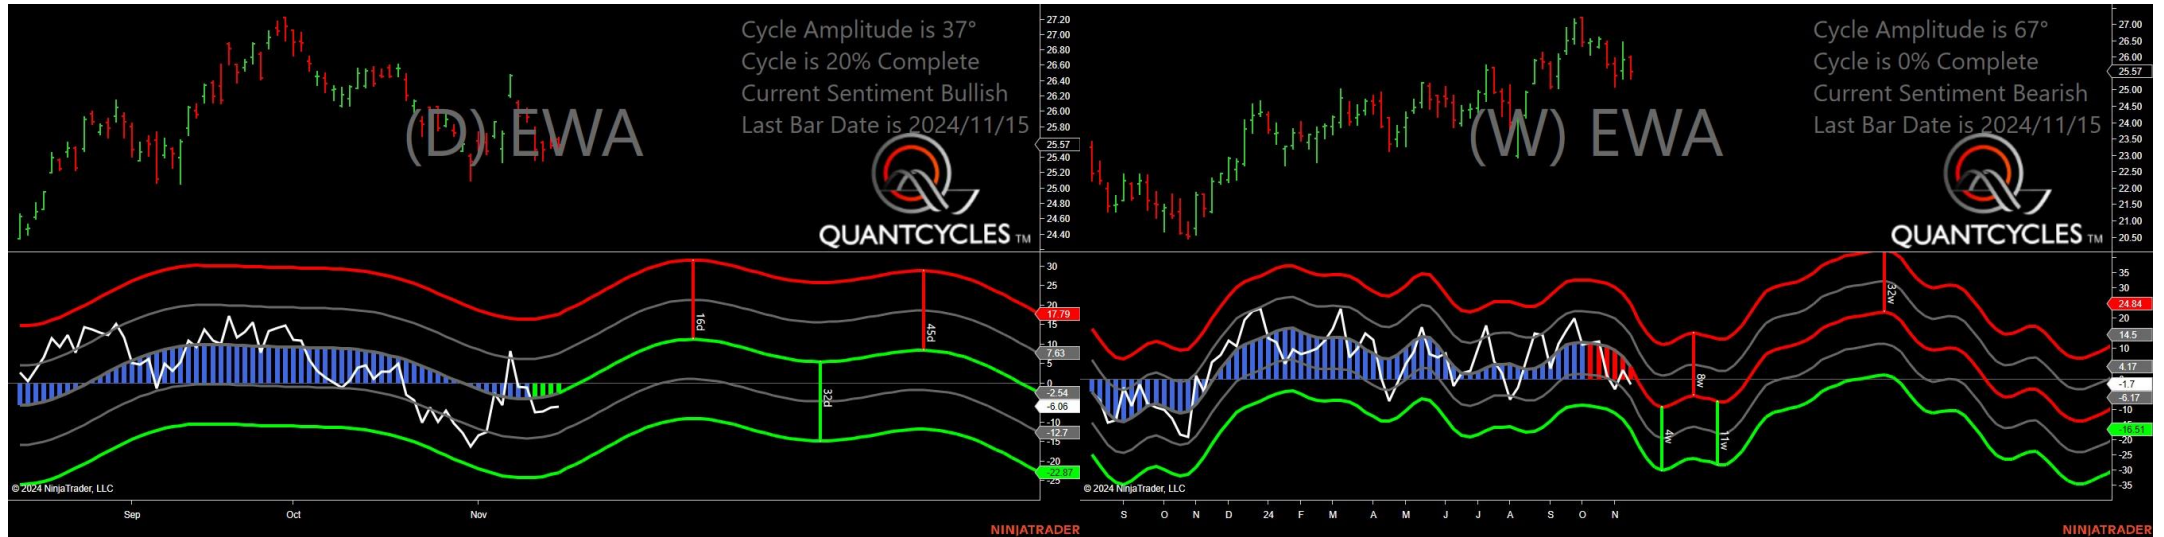 Cycle Amplitude is 37°
Cycle is 20% Complete
Current Sentiment Bullish
Last Bar Date is 2024/11/15
(D) EWA
QUANTCYCLES TM
27.20
27.00
26.80
26.60
26.40
26.20
26.00
25.80
25.57
25.40
25.20
25.00
24.80
24.60
24.40
30
25
20
17.79
15
10
7.63
5
0
-2.54
-6.06
-10
-12.7
-15
-20
-22.87
-25
16d
45d
32d
© 2024 NinjaTrader, LLC
Sep Oct Nov
NINJATRADER
Cycle Amplitude is 67°
Cycle is 0% Complete
Current Sentiment Bearish
Last Bar Date is 2024/11/15
(W) EWA
QUANTCYCLES TM
27.00
26.50
26.00
25.57
25.00
24.50
24.00
23.50
23.00
22.50
22.00
21.50
21.00
20.50
35
30
24.84
20
14.5
10
4.17
-1.7
-6.17
-10
-16.51
-20
-25
-30
-35
32w
8w
4w
11w
© 2024 NinjaTrader, LLC
S O N D 24 F M A M J J A S O N
NINJATRADER